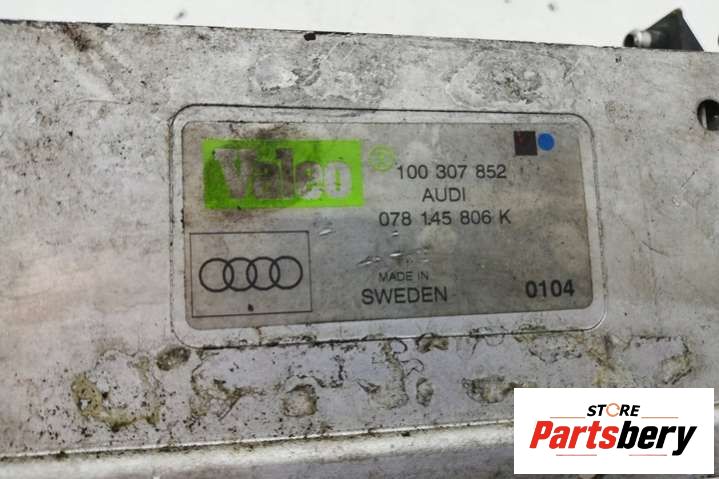 Valeo
100 307 852
AUDI
078 145 806 K
MADE IN
SWEDEN
0104
STORE
Partsbery